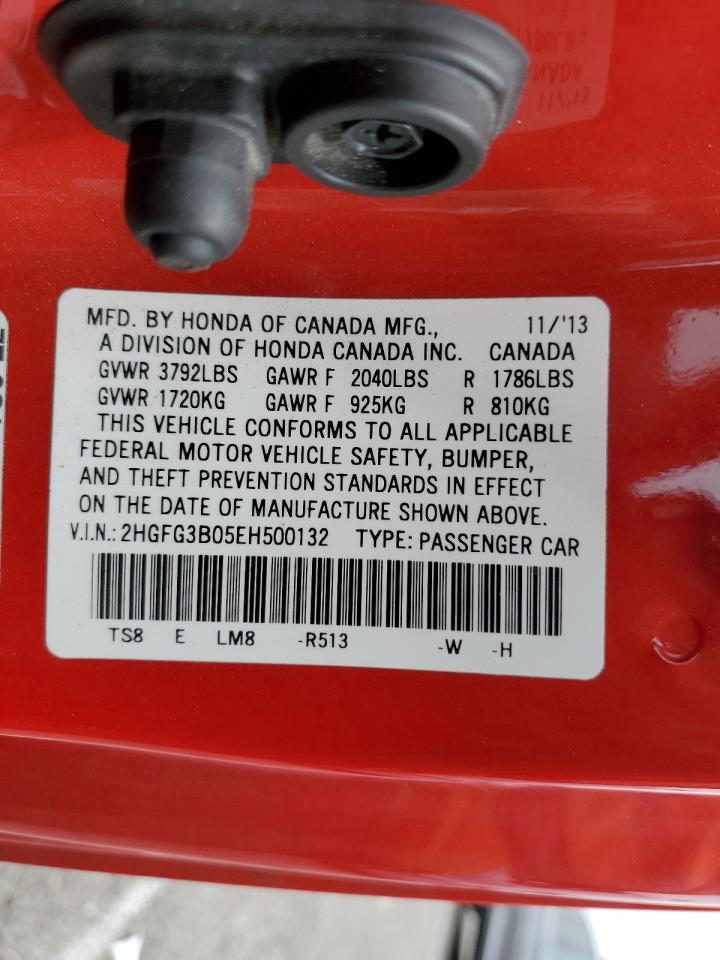 MFD. BY HONDA OF CANADA MFG., 11/'13
A DIVISION OF HONDA CANADA INC. CANADA
GVWR 3792LBS GAWR F 2040LBS R 1786LBS
GVWR 1720KG GAWR F 925KG R 810KG
THIS VEHICLE CONFORMS TO ALL APPLICABLE
FEDERAL MOTOR VEHICLE SAFETY, BUMPER,
AND THEFT PREVENTION STANDARDS IN EFFECT
ON THE DATE OF MANUFACTURE SHOWN ABOVE.
V.I.N.: 2HGFG3B05EH500132 TYPE: PASSENGER CAR
TS8 E LM8 -R513 -W -H